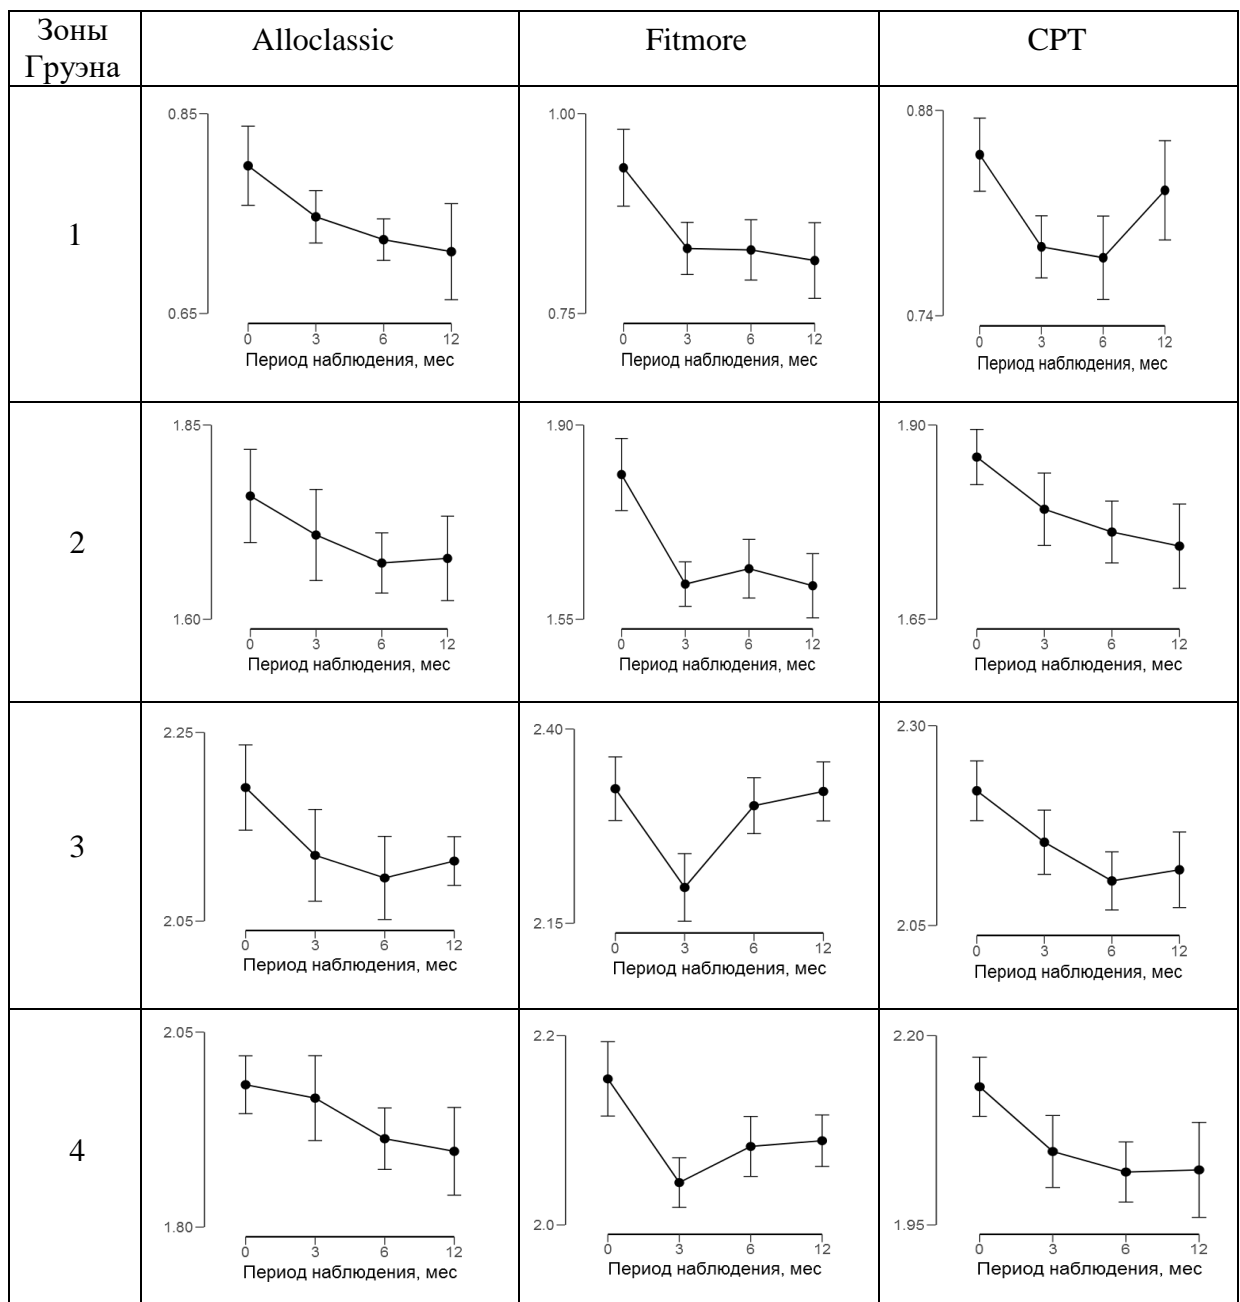 Зоны
Груэна
Alloclassic
Fitmore
CPT
1
0.85
0.65
0 3 6 12
Период наблюдения, мес
1.00
0.75
0 3 6 12
Период наблюдения, мес
0.88
0.74
0 3 6 12
Период наблюдения, мес
2
1.85
1.60
0 3 6 12
Период наблюдения, мес
1.90
1.55
0 3 6 12
Период наблюдения, мес
1.90
1.65
0 3 6 12
Период наблюдения, мес
3
2.25
2.05
0 3 6 12
Период наблюдения, мес
2.40
2.15
0 3 6 12
Период наблюдения, мес
2.30
2.05
0 3 6 12
Период наблюдения, мес
4
2.05
1.80
0 3 6 12
Период наблюдения, мес
2.2
2.0
0 3 6 12
Период наблюдения, мес
2.20
1.95
0 3 6 12
Период наблюдения, мес